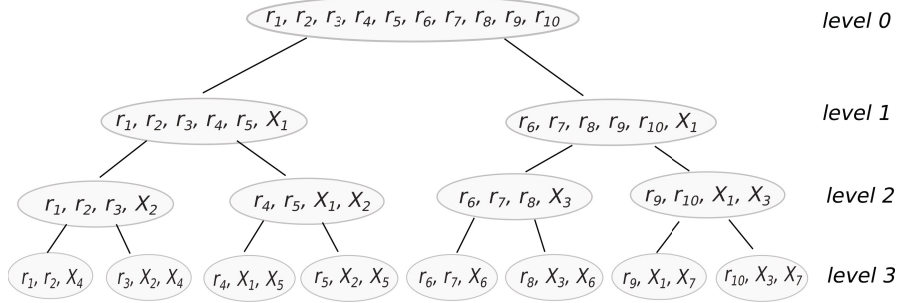 r₁, r₂, r₃, r₄, r₅, r₆, r₇, r₈, r₉, r₁₀ level 0
r₁, r₂, r₃, r₄, r₅, X₁ r₆, r₇, r₈, r₉, r₁₀, X₁ level 1
r₁, r₂, r₃, X₂ r₄, r₅, X₁, X₂ r₆, r₇, r₈, X₃ r₉, r₁₀, X₁, X₃ level 2
r₁, r₂, X₄ r₃, X₂, X₄ r₄, X₁, X₅ r₅, X₂, X₅ r₆, r₇, X₆ r₈, X₃, X₆ r₉, X₁, X₇ r₁₀, X₃, X₇ level 3